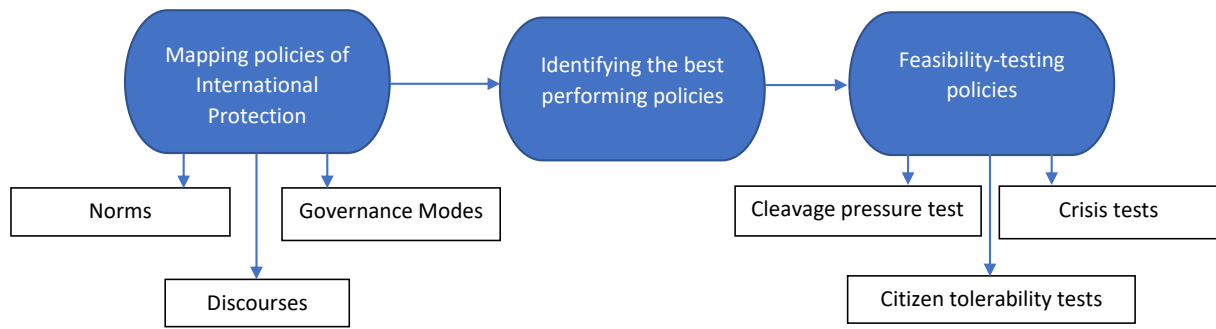 Mapping policies of
International
Protection
Identifying the best
performing policies
Feasibility-testing
policies
Norms
Governance Modes
Discourses
Cleavage pressure test
Crisis tests
Citizen tolerability tests